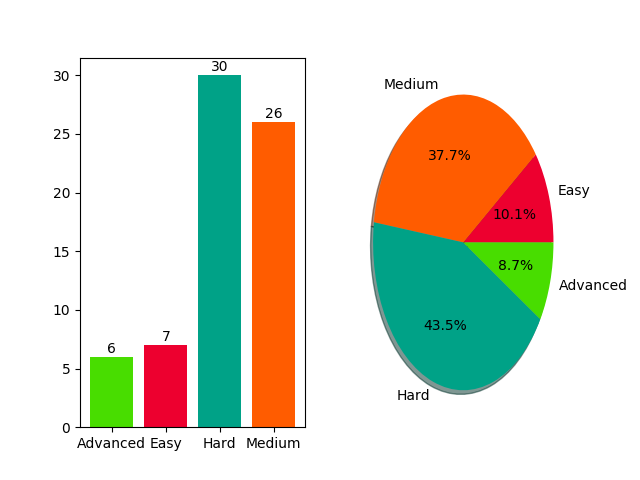 30
25
20
15
10
5
0
6
7
30
26
Advanced
Easy
Hard
Medium
Medium
37.7%
Easy
10.1%
8.7%
Advanced
43.5%
Hard